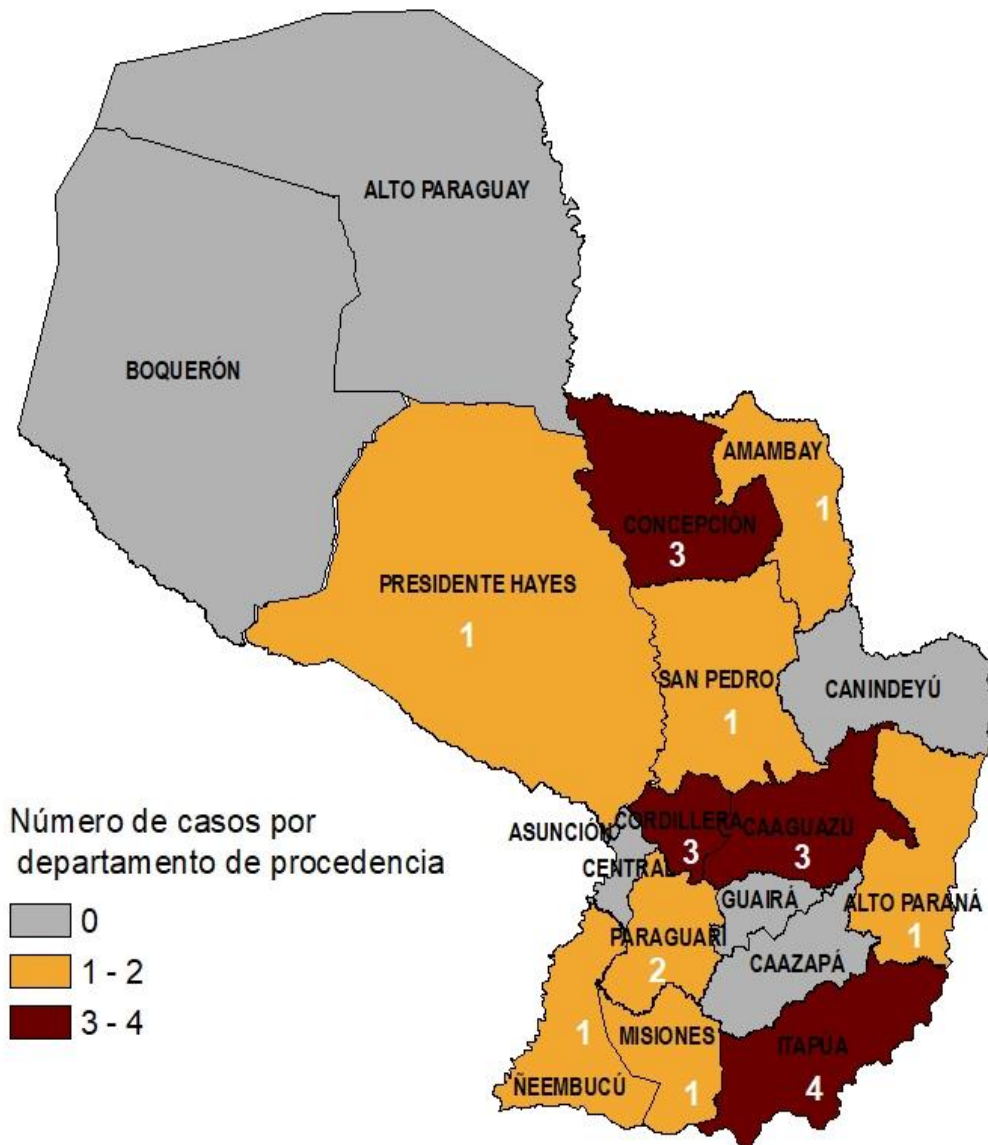 ALTO PARAGUAY
BOQUERÓN
AMAMBAY
1
CONCEPCIÓN
3
PRESIDENTE HAYES
1
SAN PEDRO
1
CANINDEYÚ
Número de casos por
departamento de procedencia
0
1 - 2
3 - 4
ASUNCIÓN
CORDILLERA
3
CAAGUAZÚ
3
CENTRAL
GUAIRÁ
ALTO PARANÁ
1
PARAGUARÍ
2
CAAZAPÁ
MISIONES
1
ÑEEMBUCÚ
1
ITAPÚA
4